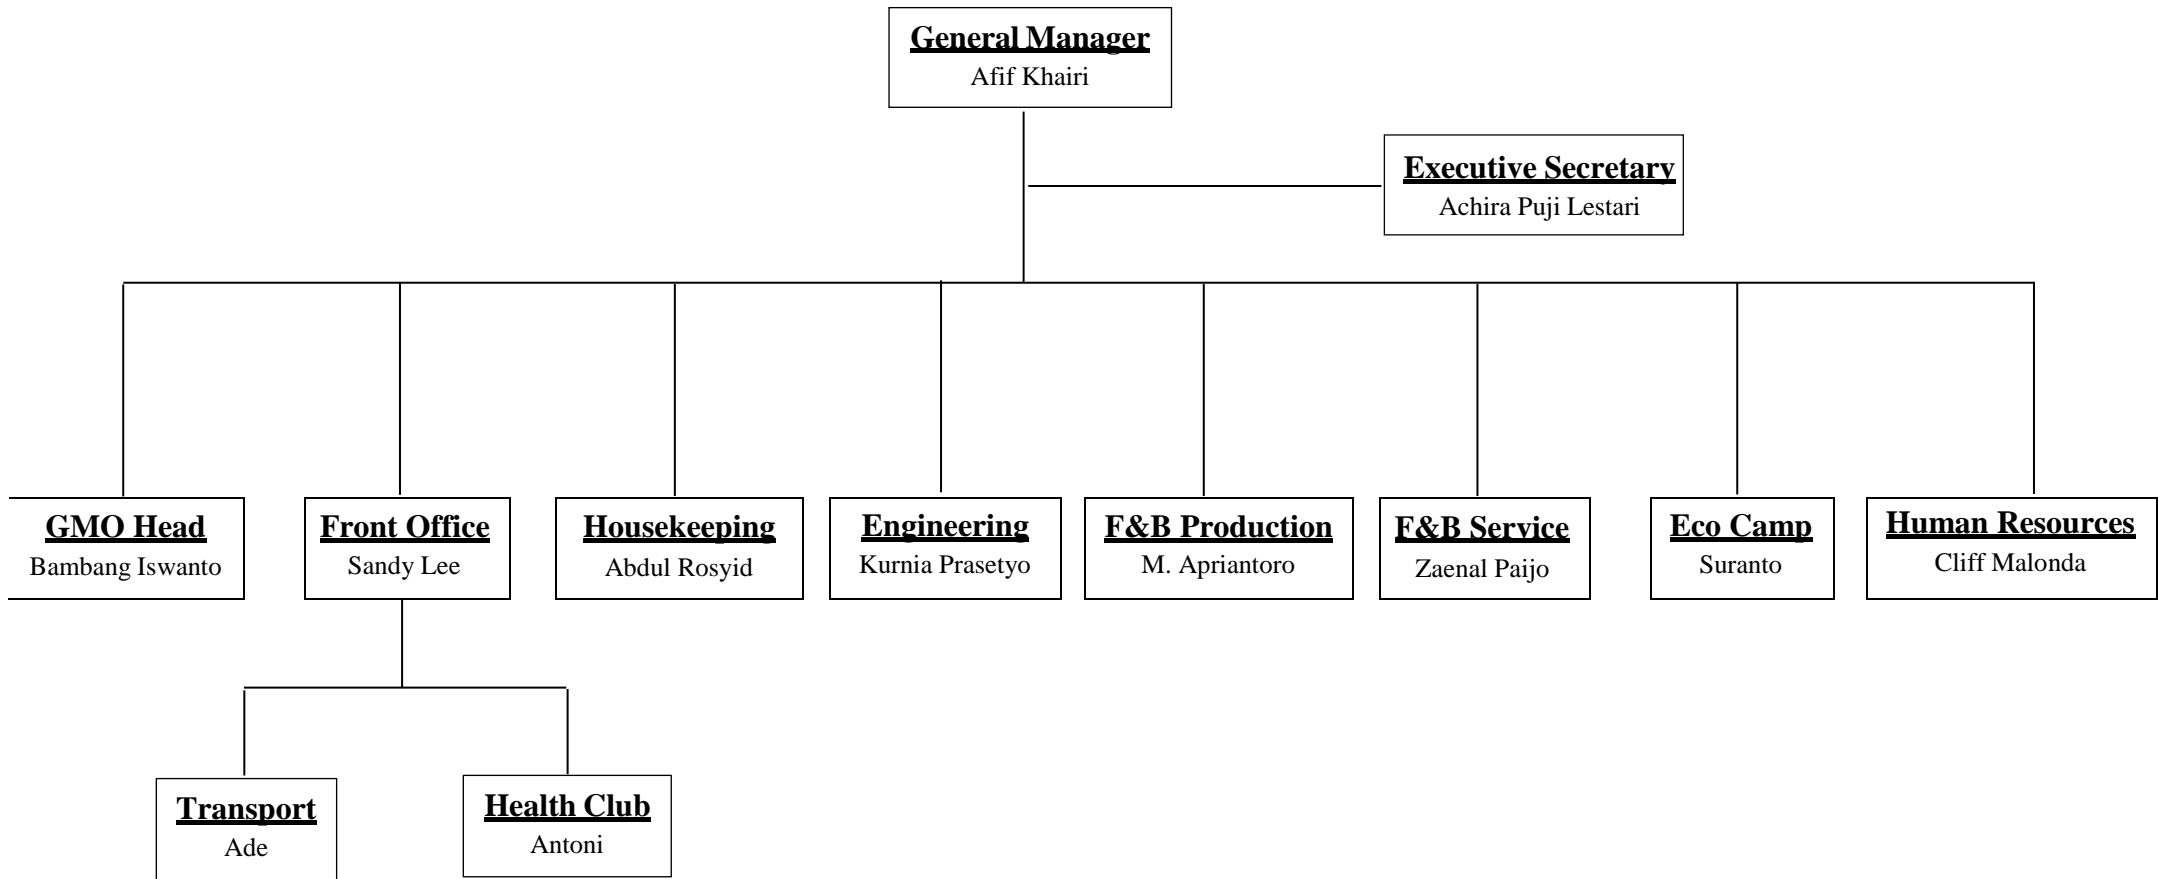 General Manager
Afif Khairi
Executive Secretary
Achira Puji Lestari
GMO Head
Bambang Iswanto
Front Office
Sandy Lee
Housekeeping
Abdul Rosyid
Engineering
Kurnia Prasetyo
F&B Production
M. Apriantoro
F&B Service
Zaenal Paijo
Eco Camp
Suranto
Human Resources
Cliff Malonda
Transport
Ade
Health Club
Antoni